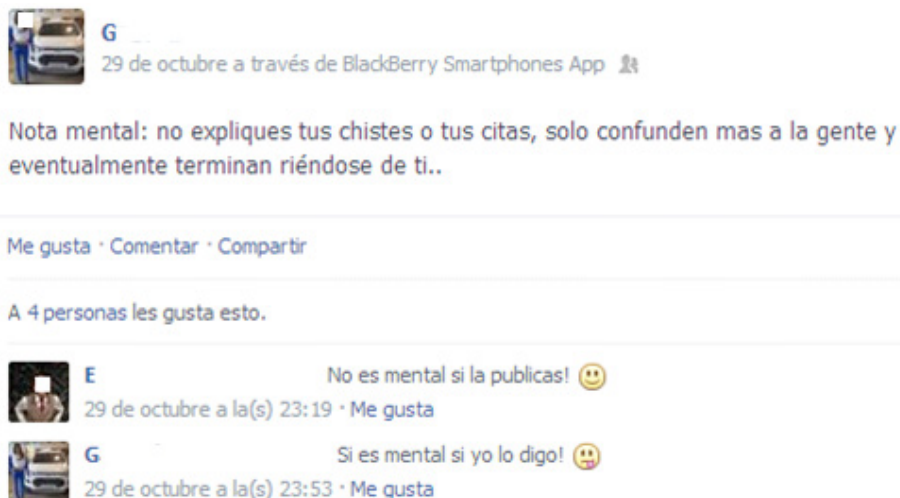 G
29 de octubre a través de BlackBerry Smartphones App
Nota mental: no expliques tus chistes o tus citas, solo confunden mas a la gente y
eventualmente terminan riéndose de ti..
Me gusta · Comentar · Compartir
A 4 personas les gusta esto.
E No es mental si la publicas!
29 de octubre a la(s) 23:19 · Me gusta
G Si es mental si yo lo digo!
29 de octubre a la(s) 23:53 · Me gusta